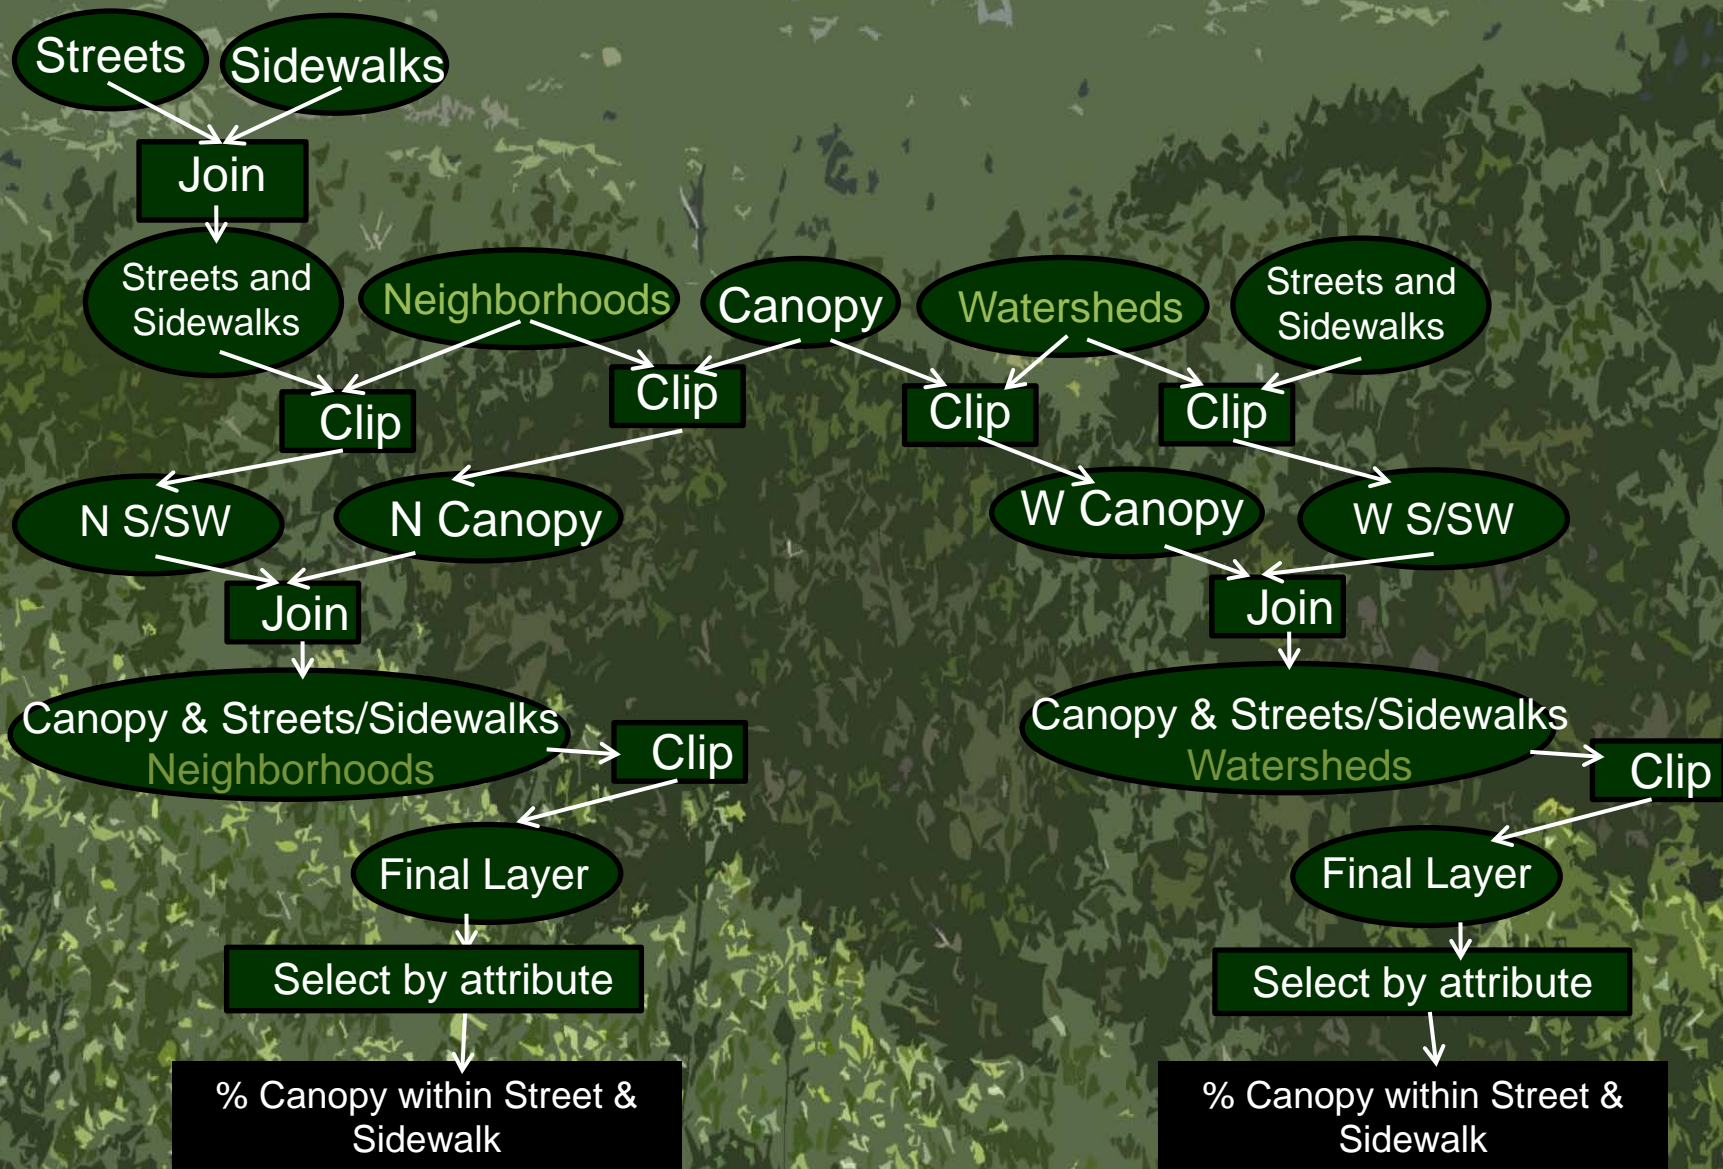 Streets
Sidewalks
Join
Streets and
Sidewalks
Neighborhoods
Canopy
Watersheds
Streets and
Sidewalks
Clip
Clip
Clip
Clip
N S/SW
N Canopy
W Canopy
W S/SW
Join
Join
Canopy & Streets/Sidewalks
Neighborhoods
Clip
Canopy & Streets/Sidewalks
Watersheds
Clip
Final Layer
Final Layer
Select by attribute
Select by attribute
% Canopy within Street &
Sidewalk
% Canopy within Street &
Sidewalk